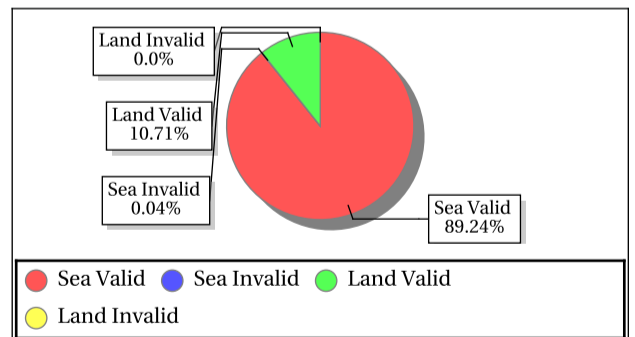 Land Invalid
0.0%
Land Valid
10.71%
Sea Invalid
0.04%
Sea Valid
89.24%
Sea Valid Sea Invalid Land Valid
Land Invalid